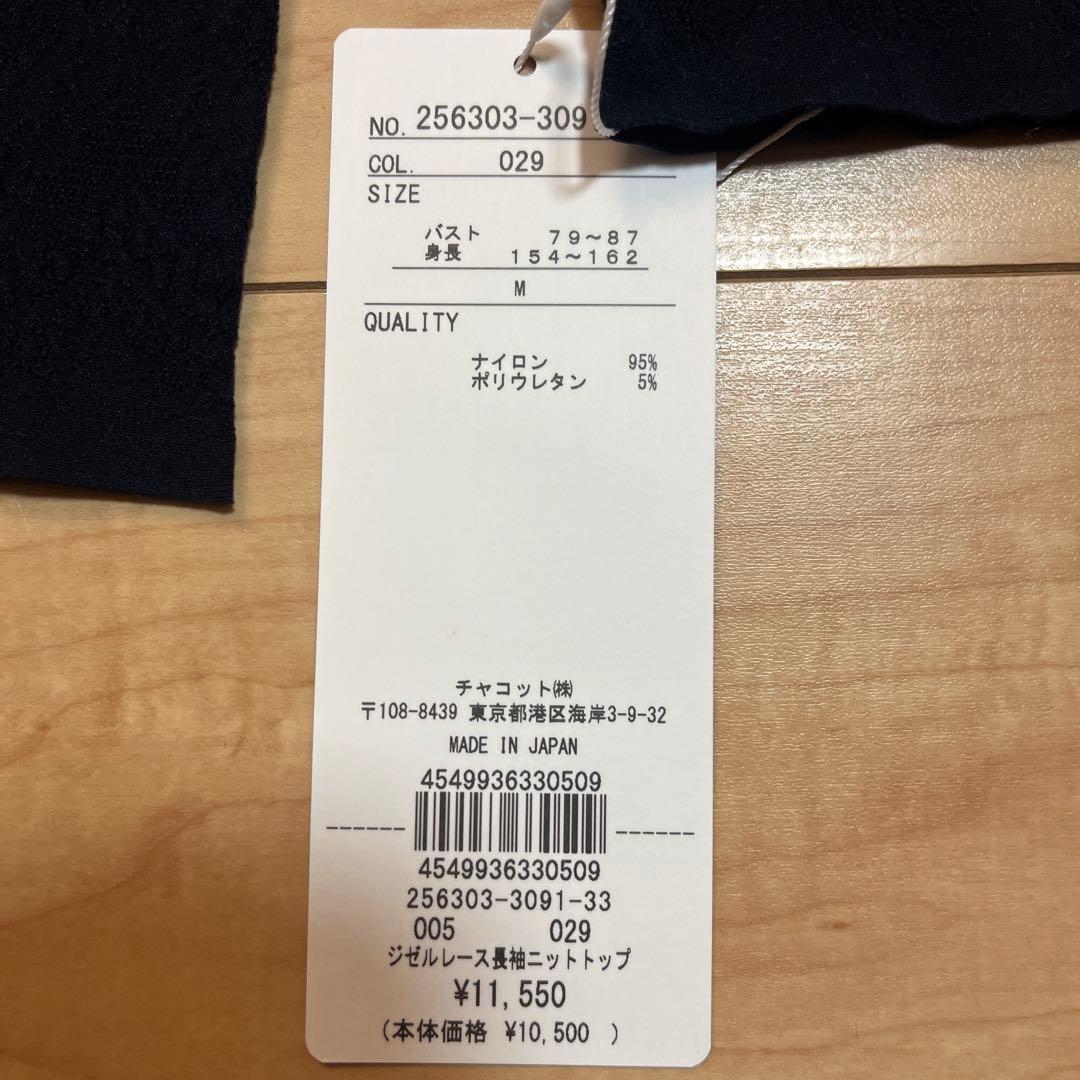 NO. 256303-309
COL. 029
SIZE
バスト 79~87
身長 154~162
M
QUALITY
ナイロン 95%
ポリウレタン 5%
チャコット㈱
〒108-8439 東京都港区海岸3-9-32
MADE IN JAPAN
4549936330509
4549936330509
256303-3091-33
005 029
ジゼルレース長袖ニットトップ
¥11,550
(本体価格 ¥10,500 )